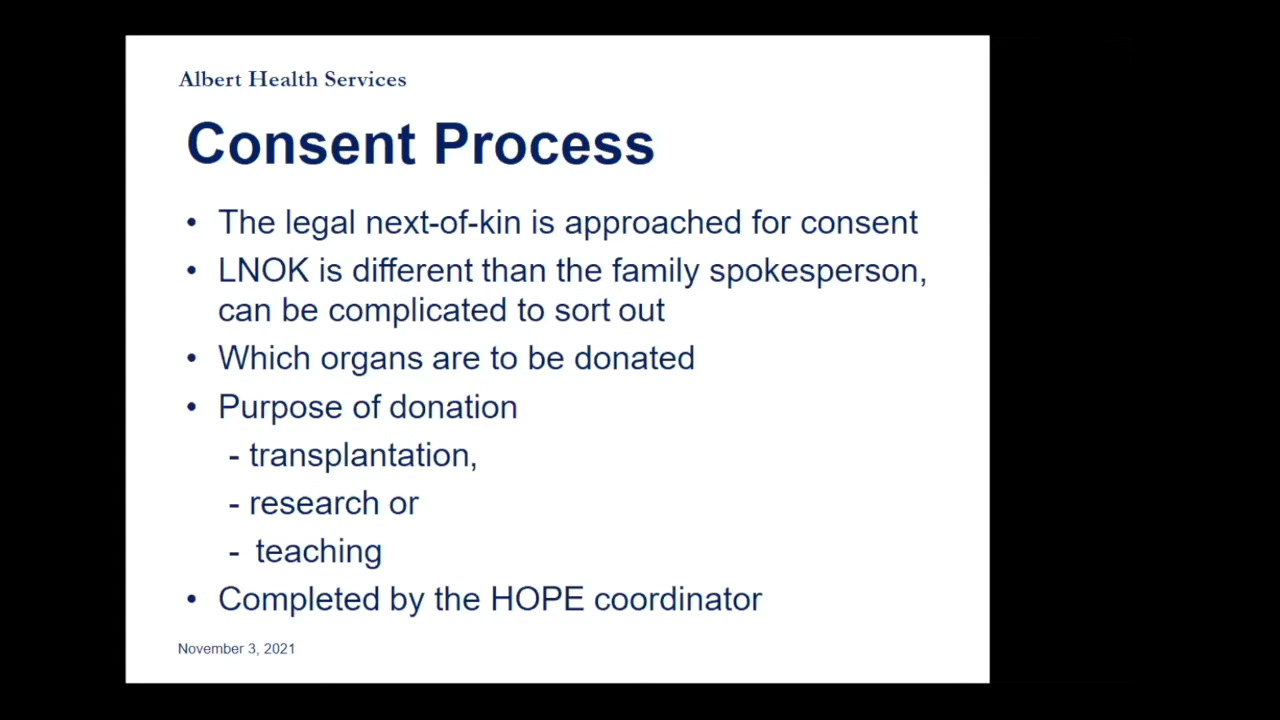 Albert Health Services
Consent Process
• The legal next-of-kin is approached for consent
• LNOK is different than the family spokesperson,
can be complicated to sort out
• Which organs are to be donated
• Purpose of donation
- transplantation,
- research or
- teaching
• Completed by the HOPE coordinator
November 3, 2021